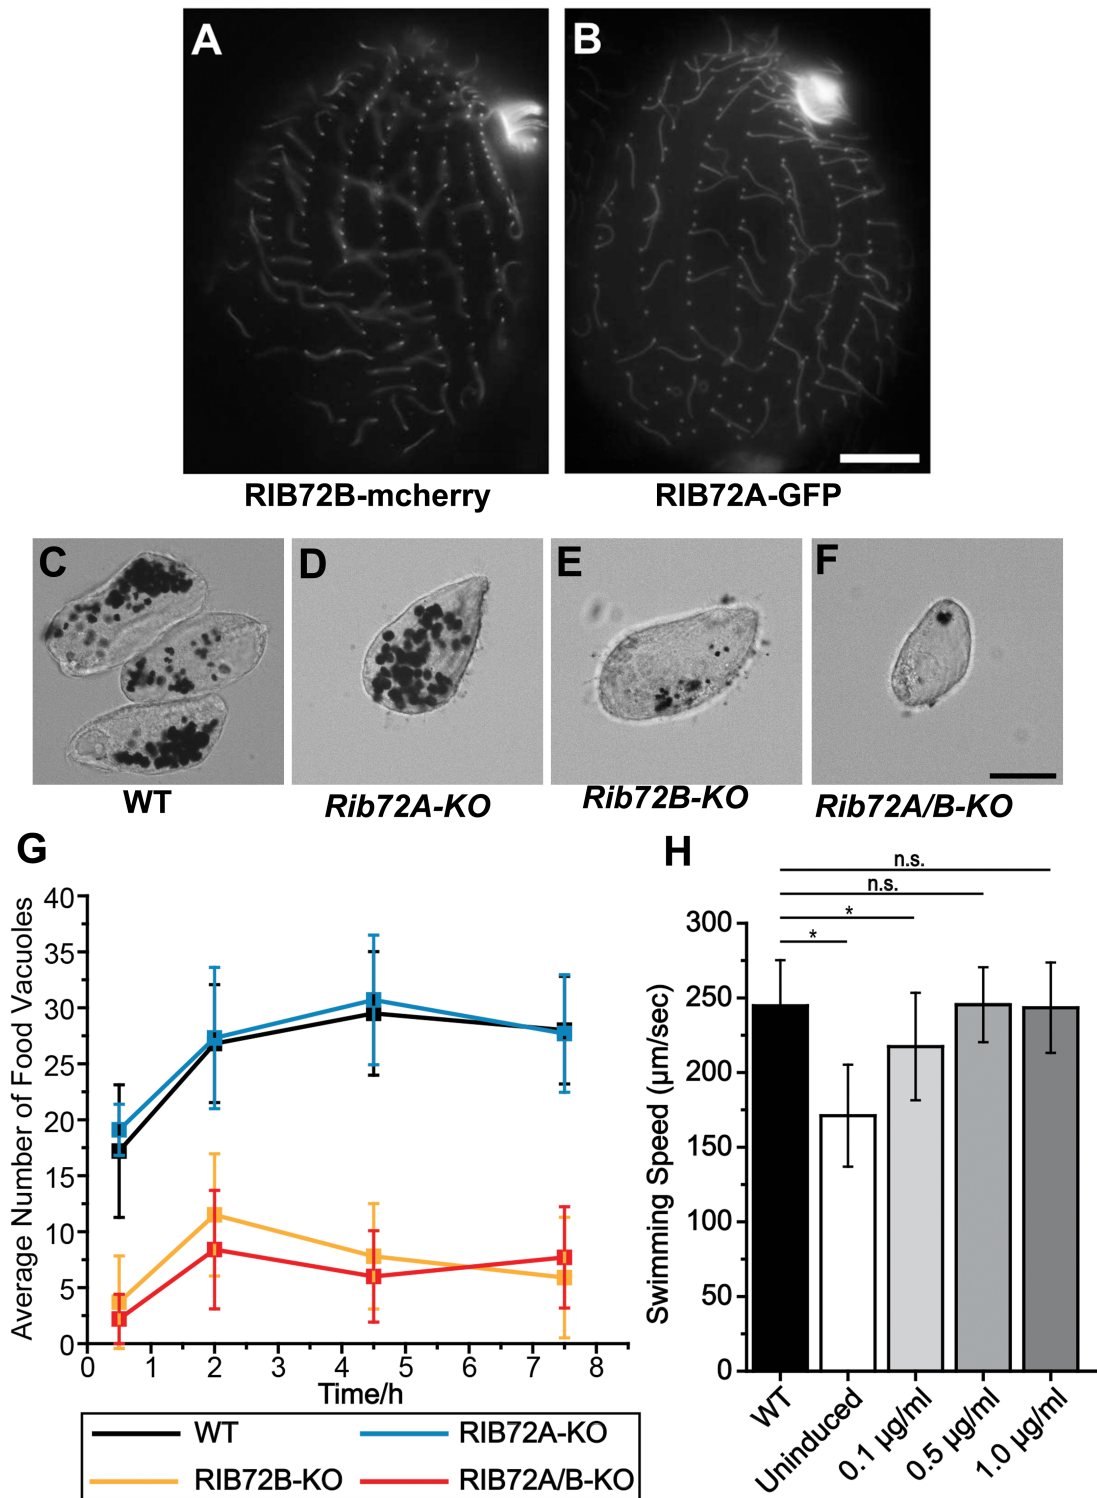 A
B
RIB72B-mcherry
RIB72A-GFP
C
D
E
F
WT
Rib72A-KO
Rib72B-KO
Rib72A/B-KO
G
Average Number of Food Vacuoles
40
35
30
25
20
15
10
5
0
0 1 2 3 4 5 6 7 8
Time/h
WT
RIB72A-KO
RIB72B-KO
RIB72A/B-KO
H
n.s.
n.s.
*
*
Swimming Speed (µm/sec)
300
250
200
150
100
50
0
WT
Uninduced
0.1 µg/ml
0.5 µg/ml
1.0 µg/ml